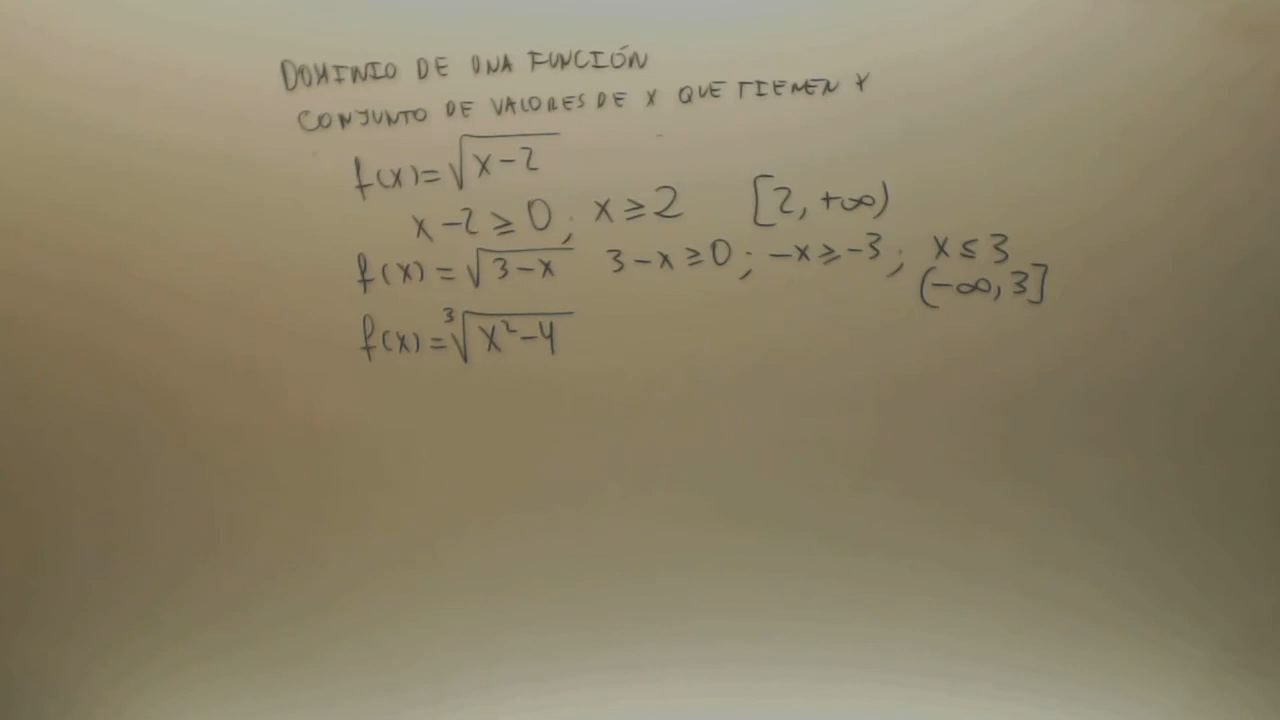 DOMINIO DE UNA FUNCIÓN
CONJUNTO DE VALORES DE X QUE TIENEN Y
f(x)=√x-2
x-2≥0; x≥2 [2,+∞)
f(x)=√3-x 3-x≥0; -x≥-3; x≤3
(-∞,3]
f(x)=³√x²-4